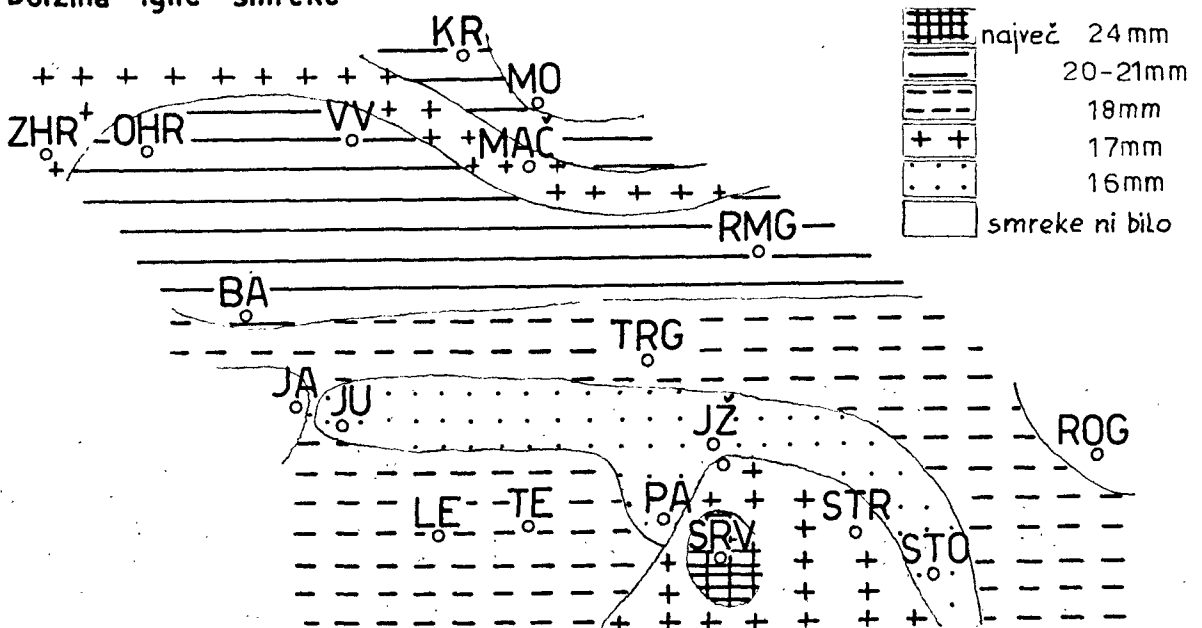 Dolžina iglic smreke
največ 24 mm
20-21mm
18mm
17mm
16mm
smreke ni bilo
KR
MO
ZHR
OHR
VV
MAČ
RMG
BA
TRG
JA
JU
JŽ
ROG
LE
TE
PA
SRV
STR
STO